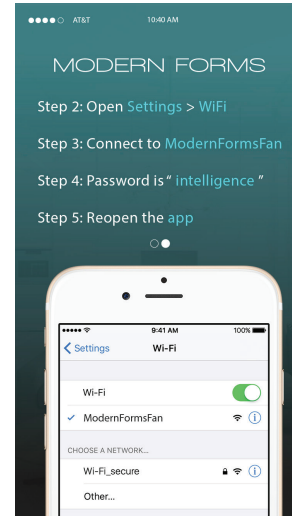 AT&T 10:40 AM
MODERN FORMS
Step 2: Open Settings > WiFi
Step 3: Connect to ModernFormsFan
Step 4: Password is “ intelligence ”
Step 5: Reopen the app
9:41 AM 100%
Settings Wi-Fi
Wi-Fi
ModernFormsFan
CHOOSE A NETWORK...
Wi-Fi_secure
Other...